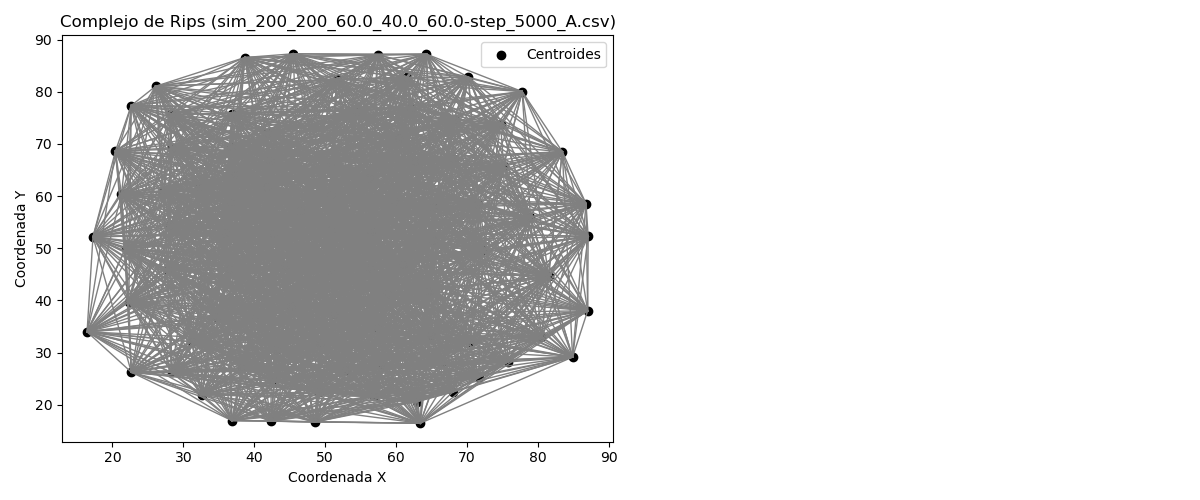 Complejo de Rips (sim_200_200_60.0_40.0_60.0-step_5000_A.csv)
Centroides
90
80
70
60
50
40
30
20
Coordenada Y
20 30 40 50 60 70 80 90
Coordenada X